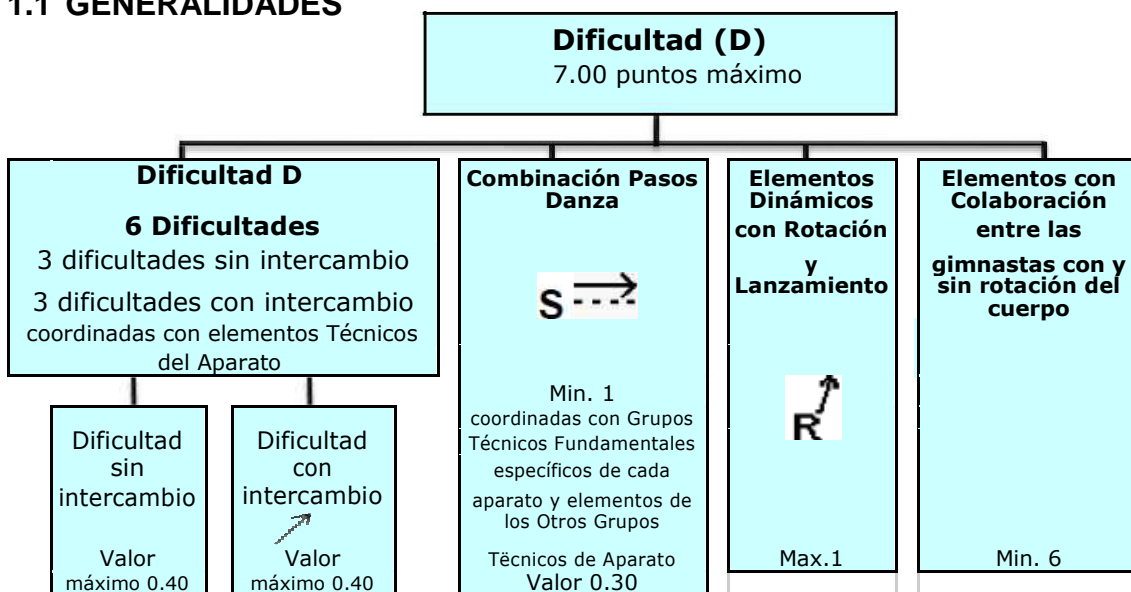 1.1 GENERALIDADES
Dificultad (D)
7.00 puntos máximo
Dificultad D
6 Dificultades
3 dificultades sin intercambio
3 dificultades con intercambio
coordinadas con elementos Técnicos
del Aparato
Dificultad
sin
intercambio
Valor
máximo 0.40
Dificultad
con
intercambio
Valor
máximo 0.40
Combinación Pasos
Danza
S
Min. 1
coordinadas con Grupos
Técnicos Fundamentales
específicos de cada
aparato y elementos de
los Otros Grupos
Tëcnicos de Aparato
Valor 0.30
Elementos
Dinámicos
con Rotación
y
Lanzamiento
R
Max.1
Elementos con
Colaboración
entre las
gimnastas con y
sin rotación del
cuerpo
Min. 6